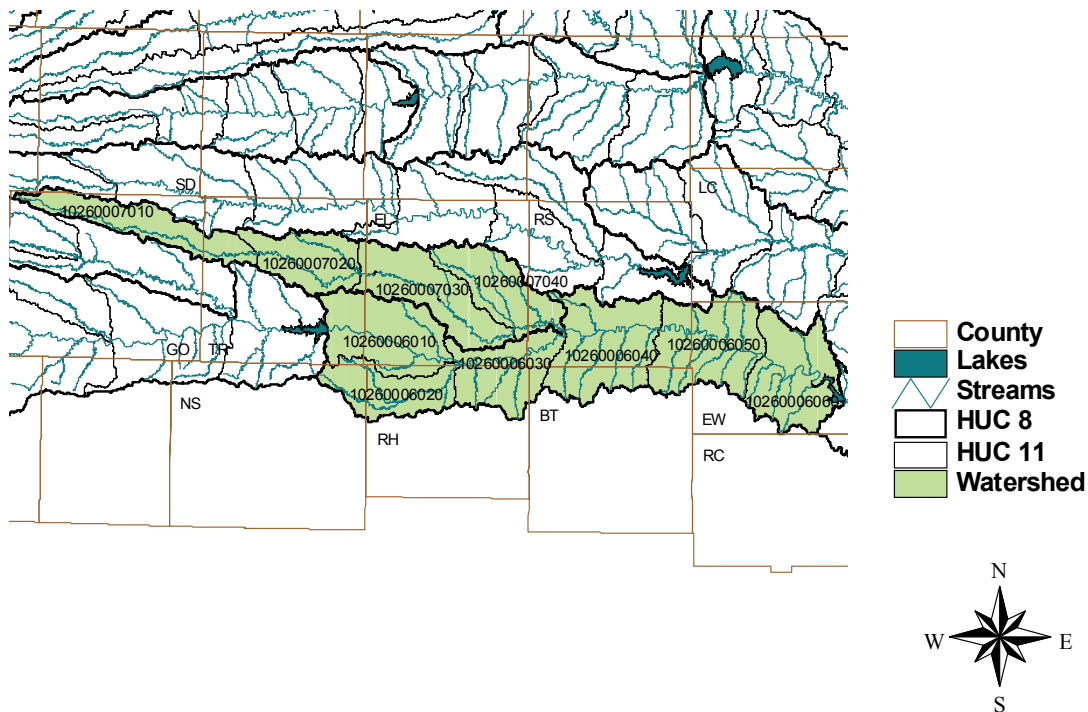 SD
LC
10260007010
EL
RS
10260007020
10260007040
10260007030
10260006010
10260006050
GO
TR
10260006040
10260006030
10260006020
NS
10260006060
BT
EW
RH
RC
County
Lakes
Streams
HUC 8
HUC 11
Watershed
N
W
E
S